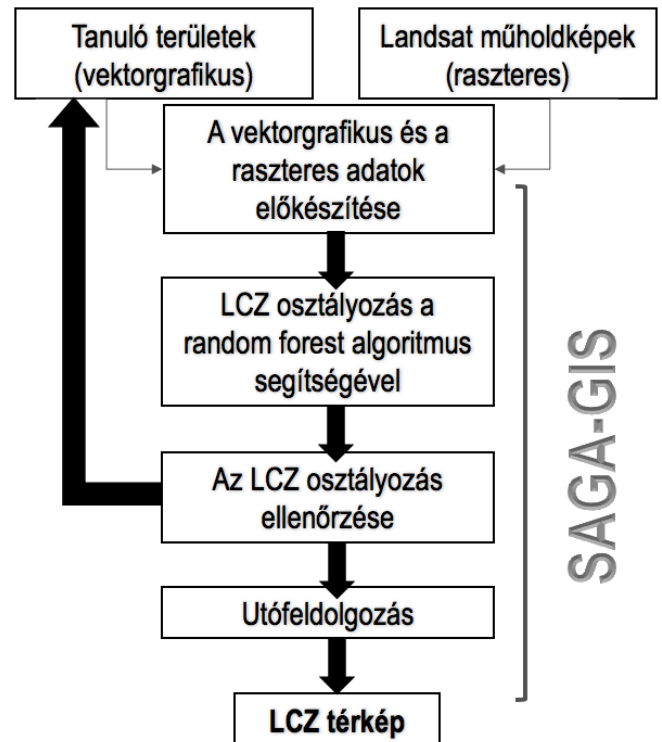 Tanuló területek
(vektorgrafikus)
Landsat műholdképek
(raszteres)
A vektorgrafikus és a
raszteres adatok
előkészítése
LCZ osztályozás a
random forest algoritmus
segítségével
Az LCZ osztályozás
ellenőrzése
Utófeldolgozás
LCZ térkép
SAGA-GIS